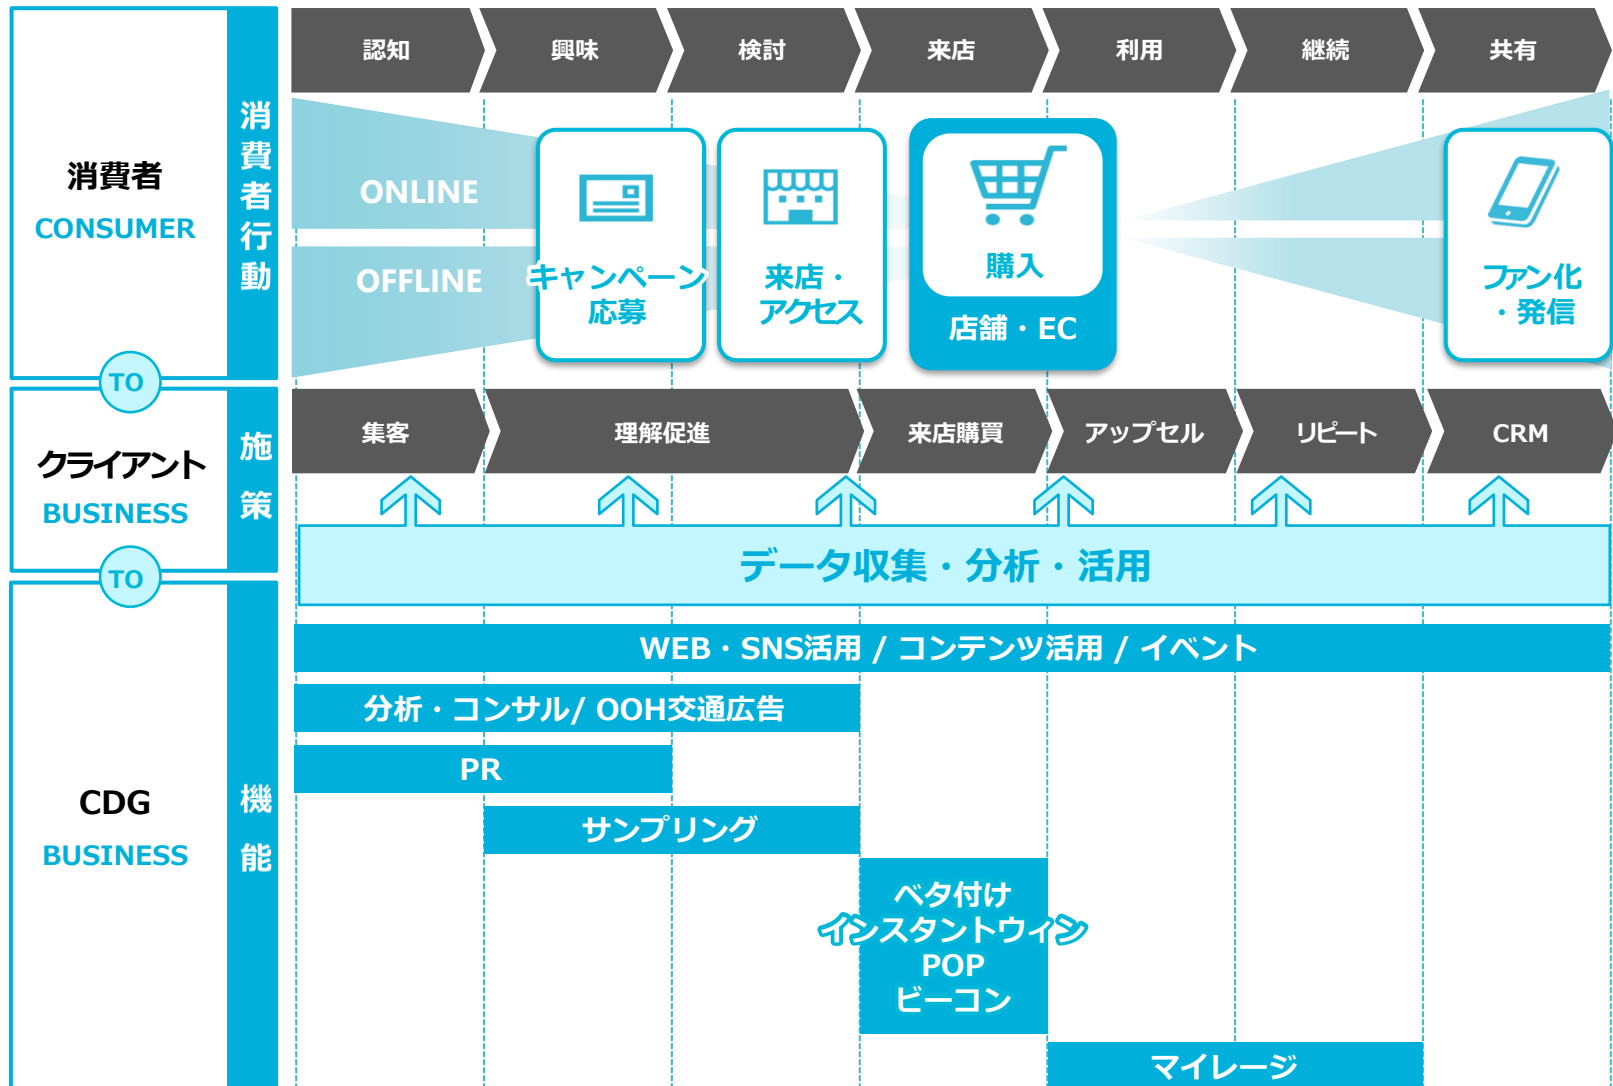 認知
興味
検討
来店
利用
継続
共有
消費者
CONSUMER
消費者行動
ONLINE
OFFLINE
キャンペーン
応募
来店・
アクセス
購入
店舗・EC
ファン化
・発信
TO
クライアント
BUSINESS
施策
集客
理解促進
来店購買
アップセル
リピート
CRM
データ収集・分析・活用
TO
CDG
BUSINESS
機能
WEB・SNS活用 / コンテンツ活用 / イベント
分析・コンサル/ OOH交通広告
PR
サンプリング
ベタ付け
インスタントウィン
POP
ビーコン
マイレージ